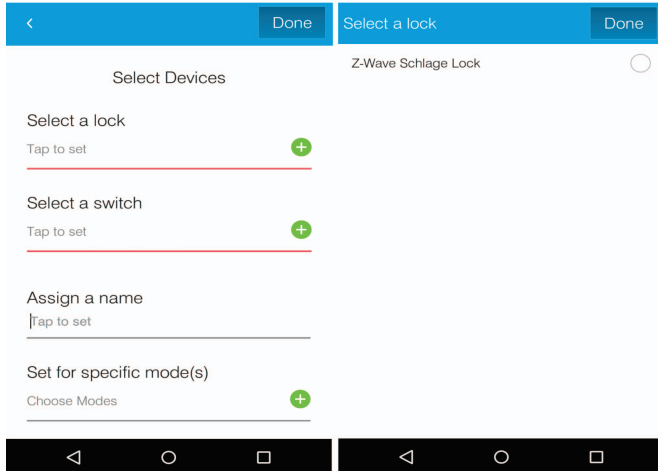 Done
Select Devices
Select a lock
Tap to set
Select a switch
Tap to set
Assign a name
Tap to set
Set for specific mode(s)
Choose Modes
Select a lock
Done
Z-Wave Schlage Lock